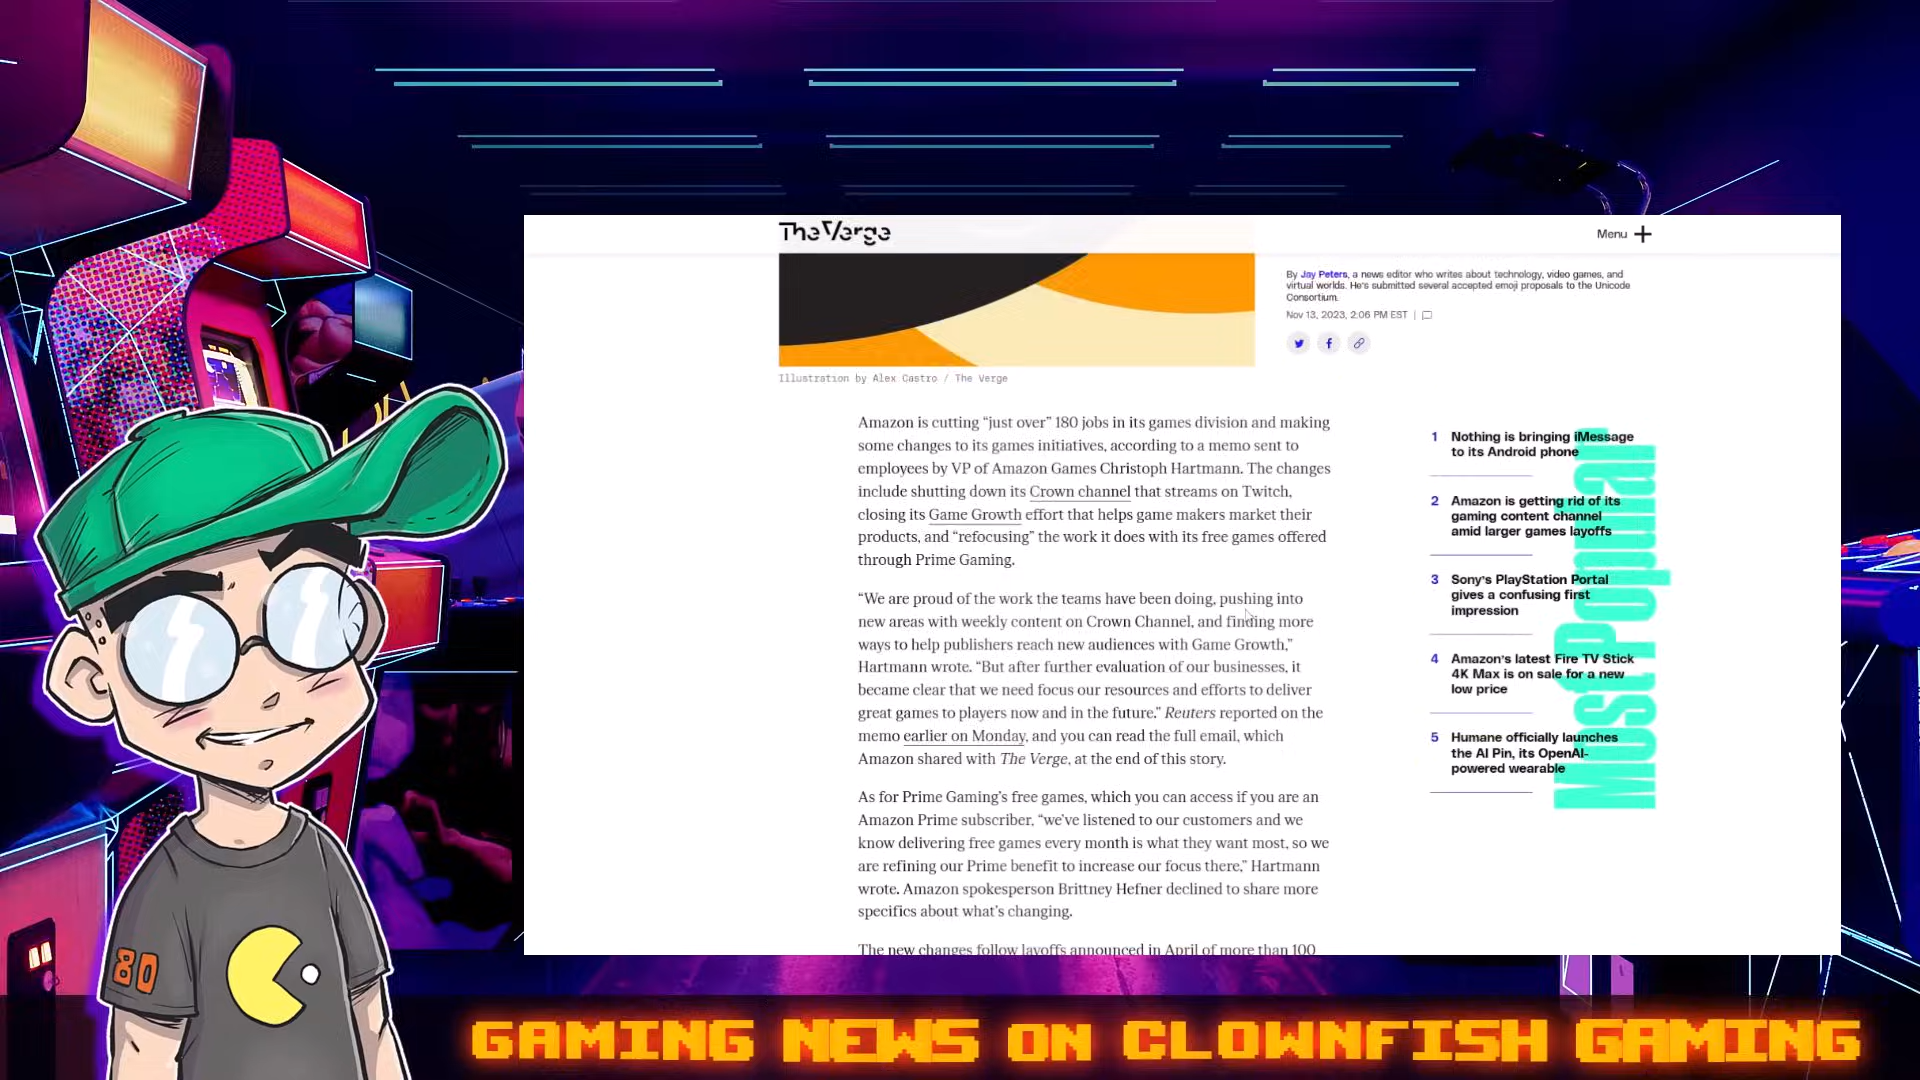 The Verge
Menu
By Jay Peters, a news editor who writes about technology, video games, and
virtual worlds. He's submitted several accepted emoji proposals to the Unicode
Consortium.
Nov 13, 2023, 2:06 PM EST |
Illustration by Alex Castro / The Verge
Amazon is cutting “just over” 180 jobs in its games division and making
some changes to its games initiatives, according to a memo sent to
employees by VP of Amazon Games Christoph Hartmann. The changes
include shutting down its Crown channel that streams on Twitch,
closing its Game Growth effort that helps game makers market their
products, and “refocusing” the work it does with its free games offered
through Prime Gaming.
“We are proud of the work the teams have been doing, pushing into
new areas with weekly content on Crown Channel, and finding more
ways to help publishers reach new audiences with Game Growth,”
Hartmann wrote. “But after further evaluation of our businesses, it
became clear that we need focus our resources and efforts to deliver
great games to players now and in the future.” Reuters reported on the
memo earlier on Monday, and you can read the full email, which
Amazon shared with The Verge, at the end of this story.
As for Prime Gaming’s free games, which you can access if you are an
Amazon Prime subscriber, “we’ve listened to our customers and we
know delivering free games every month is what they want most, so we
are refining our Prime benefit to increase our focus there,” Hartmann
wrote. Amazon spokesperson Brittney Hefner declined to share more
specifics about what’s changing.
The new changes follow layoffs announced in April of more than 100
Most Popular
1 Nothing is bringing iMessage
to its Android phone
2 Amazon is getting rid of its
gaming content channel
amid larger games layoffs
3 Sony’s PlayStation Portal
gives a confusing first
impression
4 Amazon’s latest Fire TV Stick
4K Max is on sale for a new
low price
5 Humane officially launches
the AI Pin, its OpenAI-
powered wearable
80
GAMING NEWS ON CLOWNFISH GAMING